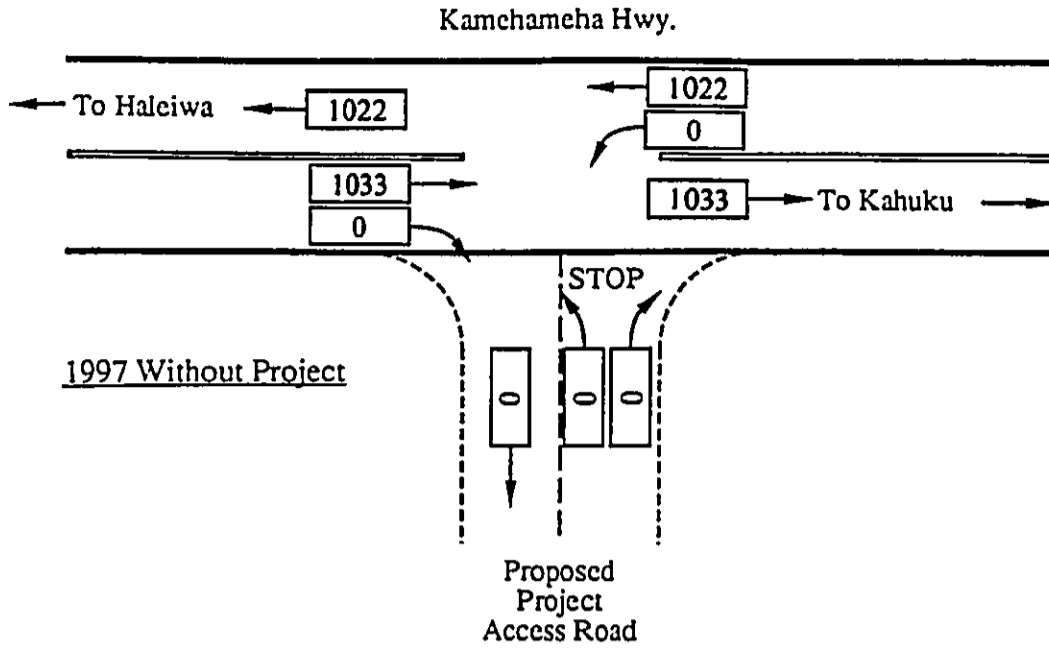 Kamehameha Hwy.
To Haleiwa 1022 1022
0
1033 1033 To Kahuku
0
STOP
1997 Without Project
0 0 0
Proposed
Project
Access Road